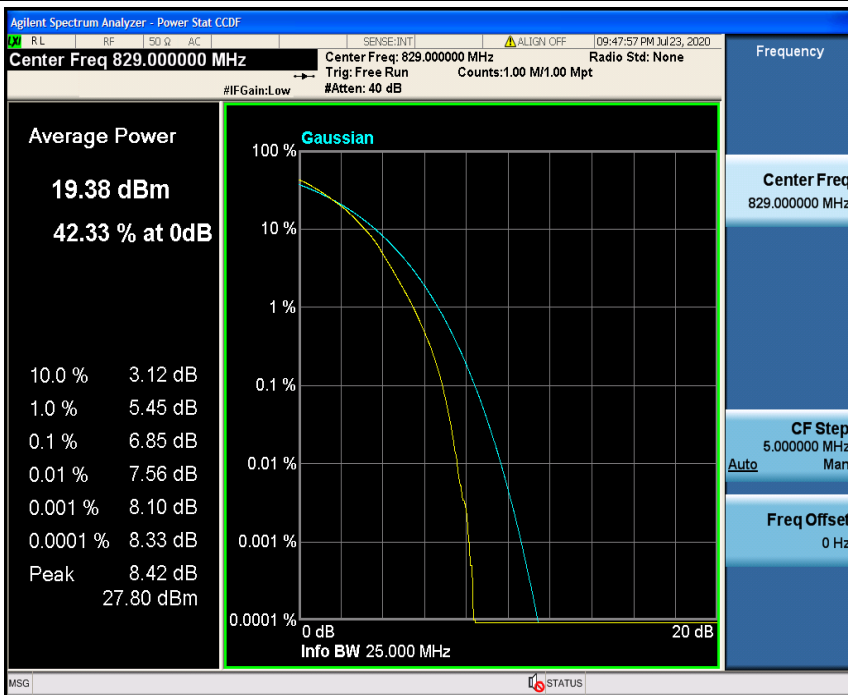 Agilent Spectrum Analyzer - Power Stat CCDF
LXI RL RF 50 Ω AC SENSE:INT ALIGN OFF 09:47:57 PM Jul 23, 2020
Center Freq 829.000000 MHz
Center Freq: 829.000000 MHz Radio Std: None
Trig: Free Run Counts:1.00 M/1.00 Mpt
#IFGain:Low #Atten: 40 dB
Average Power
19.38 dBm
42.33 % at 0dB
10.0 % 3.12 dB
1.0 % 5.45 dB
0.1 % 6.85 dB
0.01 % 7.56 dB
0.001 % 8.10 dB
0.0001 % 8.33 dB
Peak 8.42 dB
27.80 dBm
Gaussian
100 %
10 %
1 %
0.1 %
0.01 %
0.001 %
0.0001 %
0 dB 20 dB
Info BW 25.000 MHz
Frequency
Center Freq
829.000000 MHz
CF Step
5.000000 MHz
Auto Man
Freq Offset
0 Hz
MSG STATUS